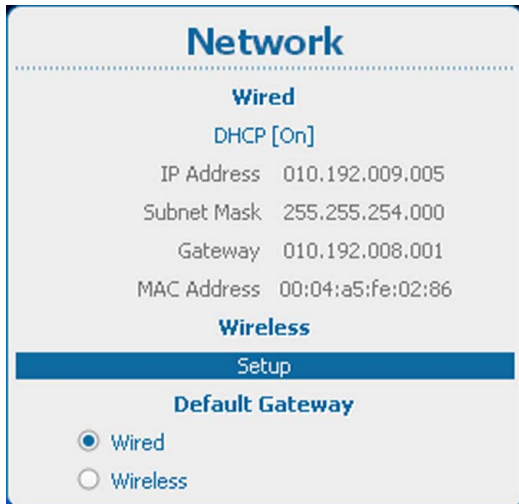 Network
Wired
DHCP [On]
IP Address 010.192.009.005
Subnet Mask 255.255.254.000
Gateway 010.192.008.001
MAC Address 00:04:a5:fe:02:86
Wireless
Setup
Default Gateway
Wired
Wireless